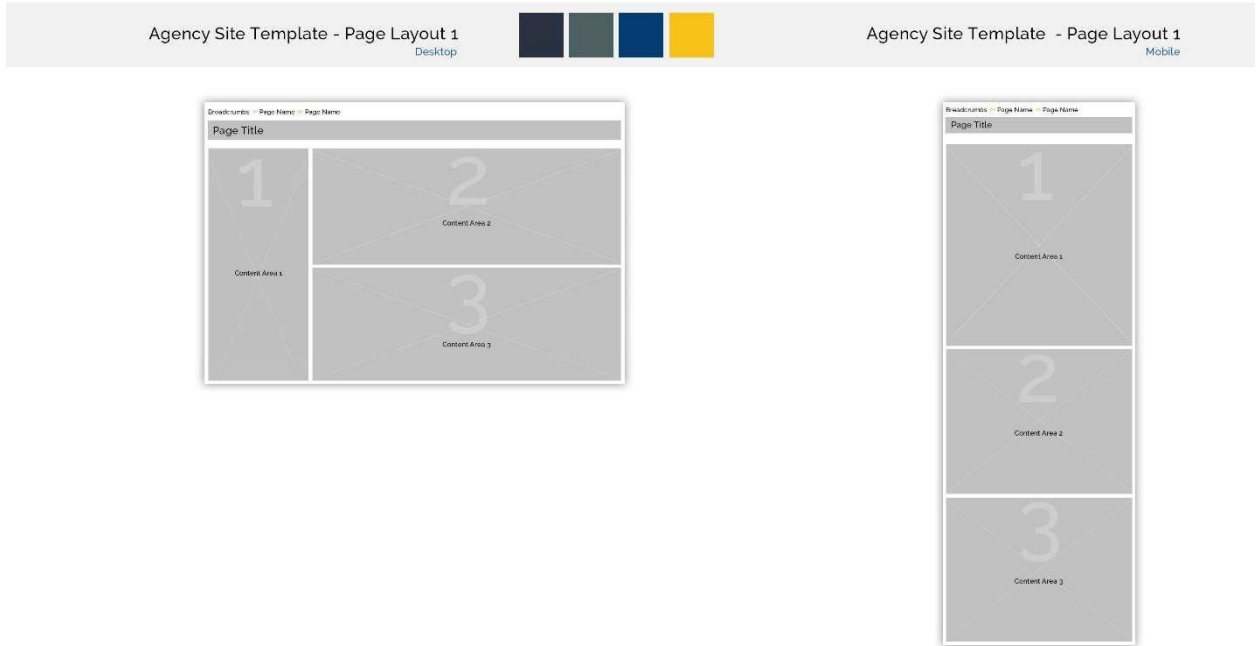 Agency Site Template - Page Layout 1
Desktop
Agency Site Template - Page Layout 1
Mobile
Breadcrumbs >> Page Name >> Page Name
Page Title
1
Content Area 1
2
Content Area 2
3
Content Area 3
Breadcrumbs >> Page Name >> Page Name
Page Title
1
Content Area 1
2
Content Area 2
3
Content Area 3